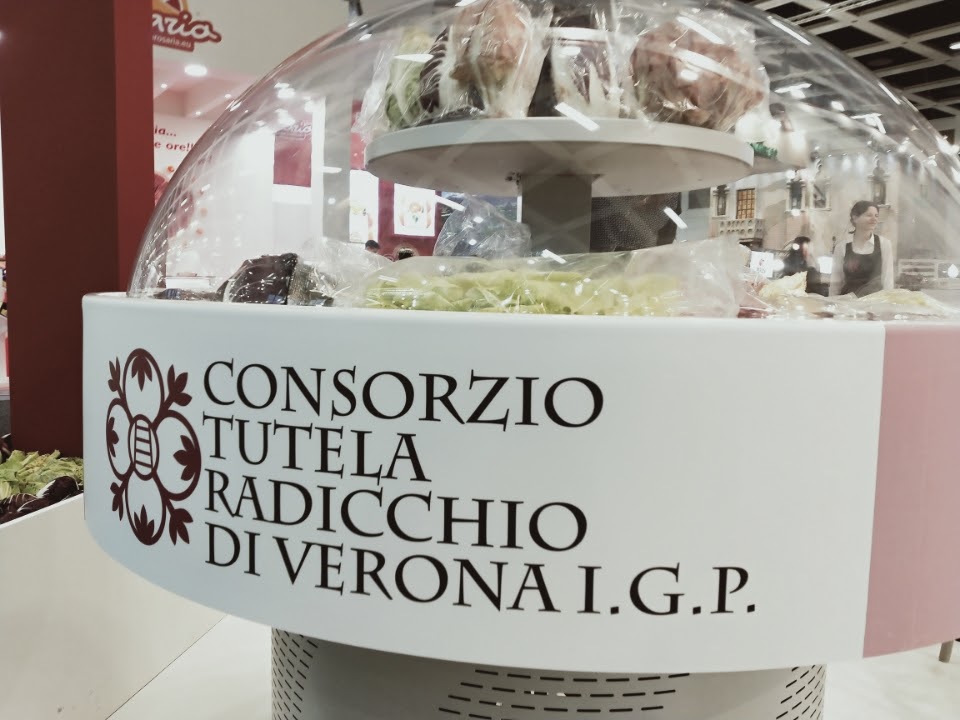 CONSORZIO
TUTELA
RADICCHIO
DI VERONA I.G.P.